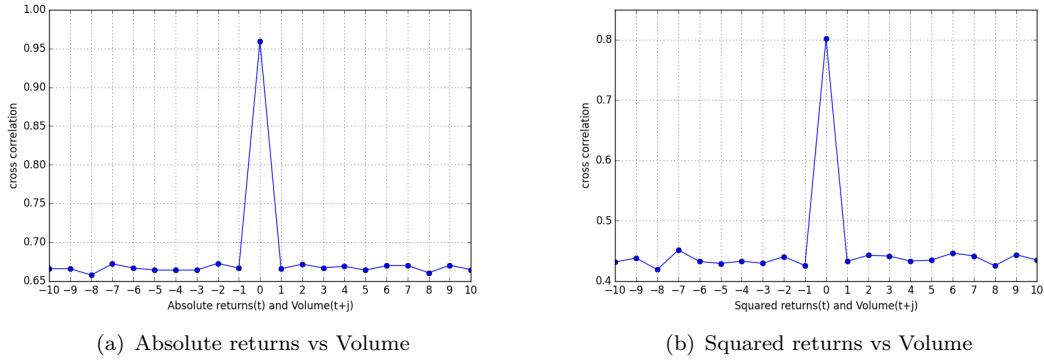 1.00
0.95
0.90
0.85
0.80
0.75
0.70
0.65
cross correlation
−10 −9 −8 −7 −6 −5 −4 −3 −2 −1 0 1 2 3 4 5 6 7 8 9 10
Absolute returns(t) and Volume(t+j)
(a) Absolute returns vs Volume
0.8
0.7
0.6
0.5
0.4
cross correlation
−10 −9 −8 −7 −6 −5 −4 −3 −2 −1 0 1 2 3 4 5 6 7 8 9 10
Squared returns(t) and Volume(t+j)
(b) Squared returns vs Volume